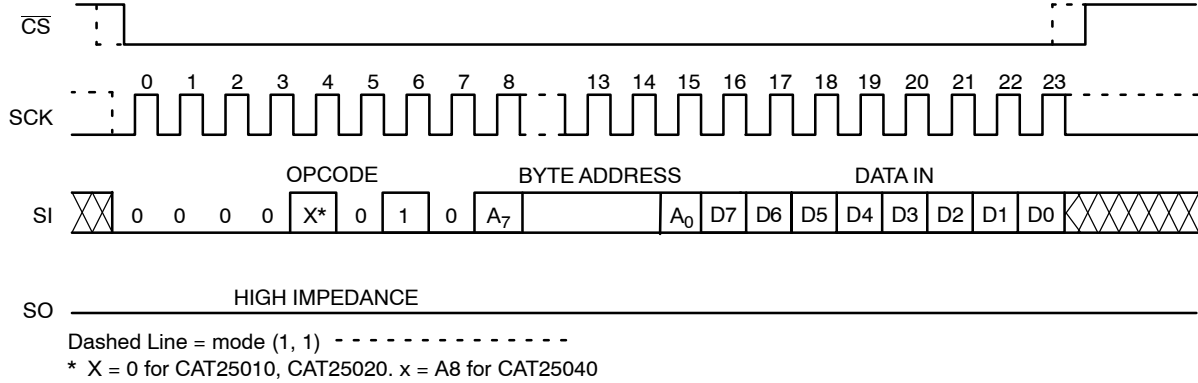 CS
0 1 2 3 4 5 6 7 8 13 14 15 16 17 18 19 20 21 22 23
SCK
OPCODE BYTE ADDRESS DATA IN
SI 0 0 0 0 X* 0 1 0 A7 A0 D7 D6 D5 D4 D3 D2 D1 D0
HIGH IMPEDANCE
SO
Dashed Line = mode (1, 1) - - - - - - - - - - - - - -
* X = 0 for CAT25010, CAT25020. x = A8 for CAT25040